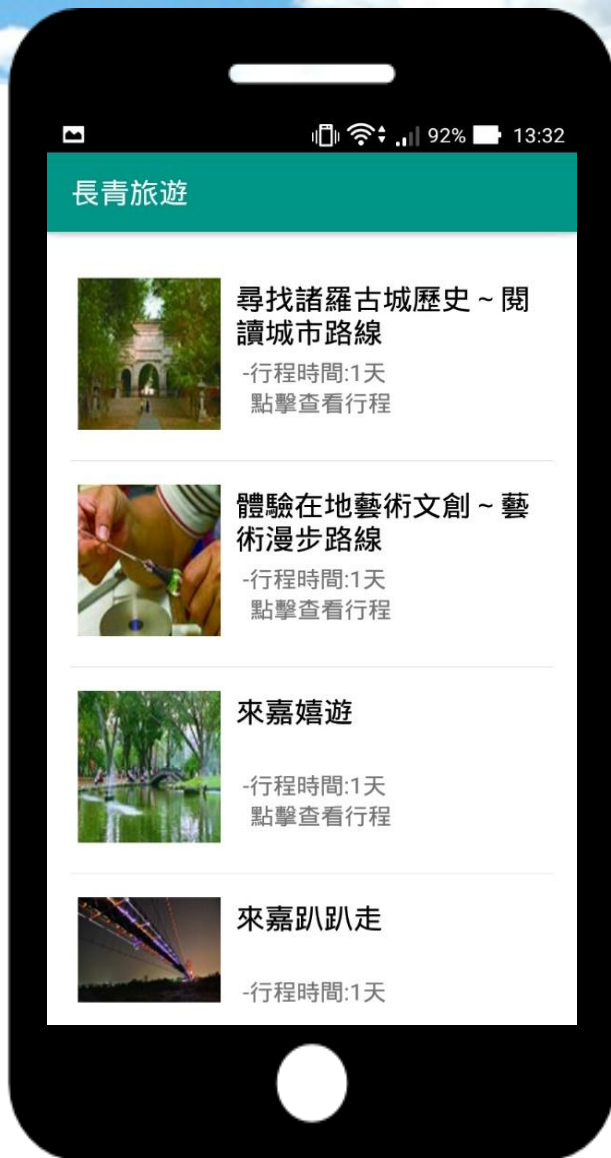 92% 13:32
長青旅遊
尋找諸羅古城歷史~閱
讀城市路線
-行程時間:1天
點擊查看行程
體驗在地藝術文創~藝
術漫步路線
-行程時間:1天
點擊查看行程
來嘉嬉遊
-行程時間:1天
點擊查看行程
來嘉趴趴走
-行程時間:1天